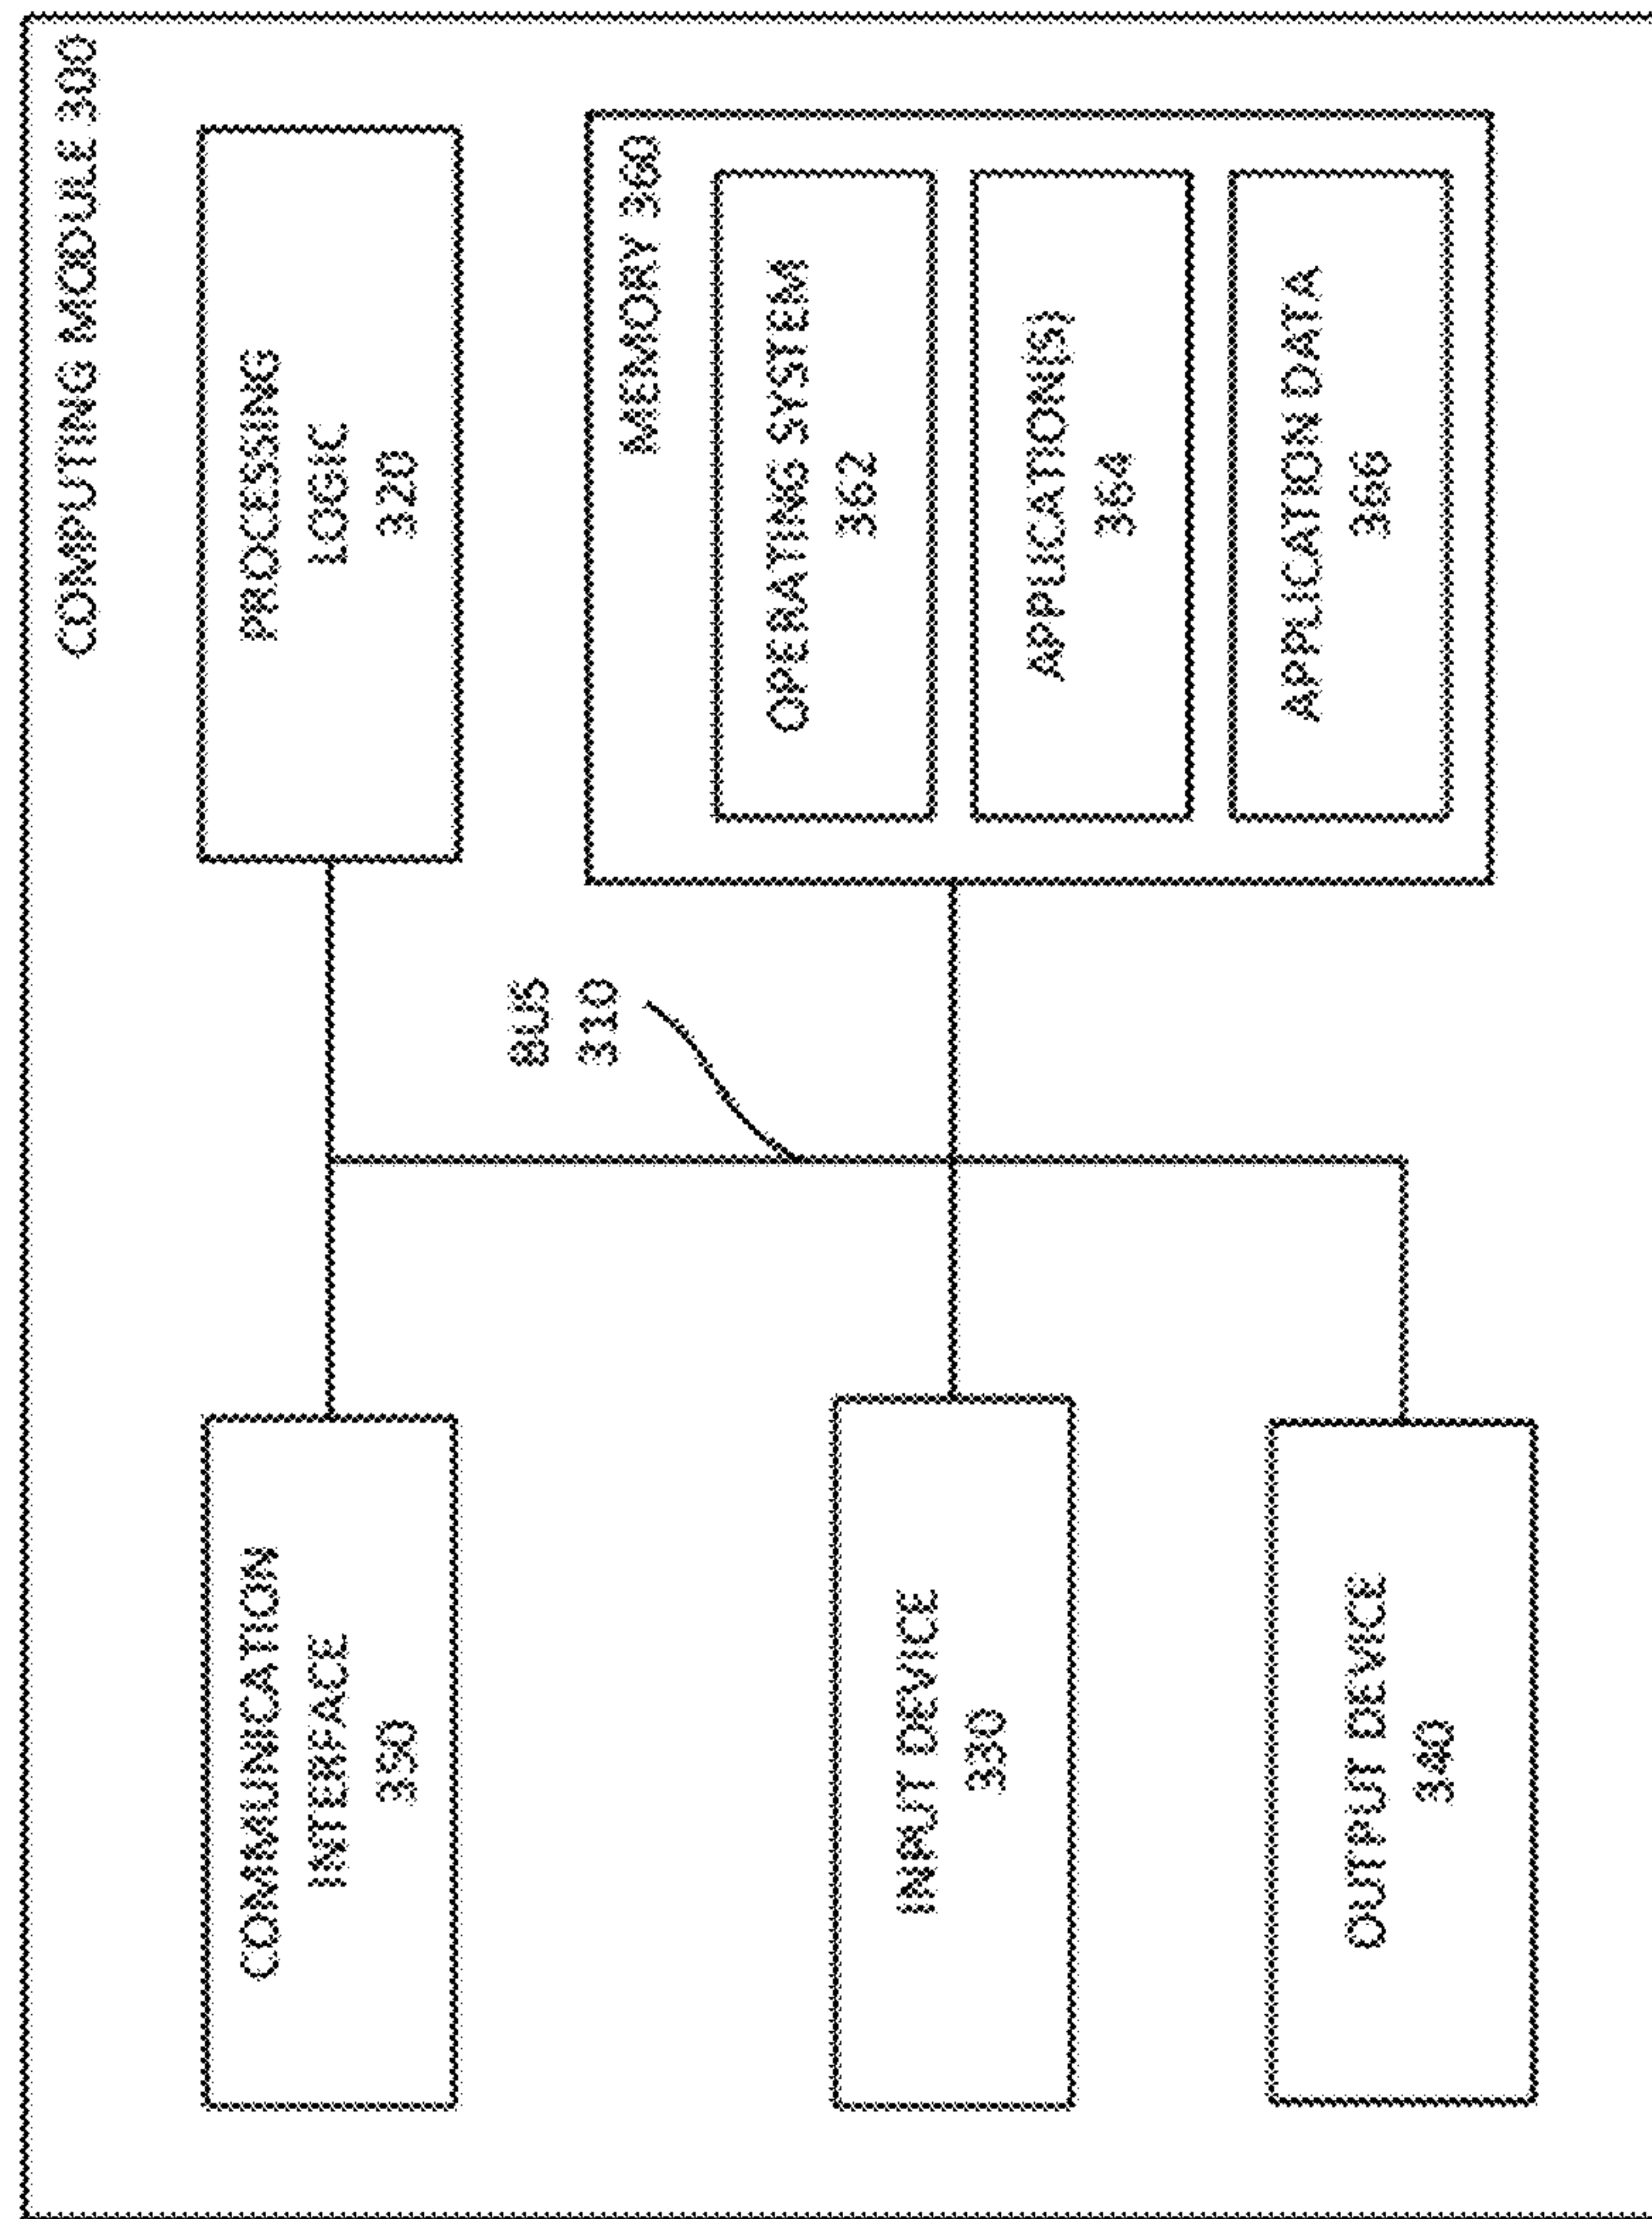 COMPUTING MODULE 300
COMMUNICATION
INTERFACE
350
PROCESSING
LOGIC
320
BUS
310
MEMORY 360
OPERATING SYSTEM
362
APPLICATION(S)
364
APPLICATION DATA
366
INPUT DEVICE
330
OUTPUT DEVICE
340